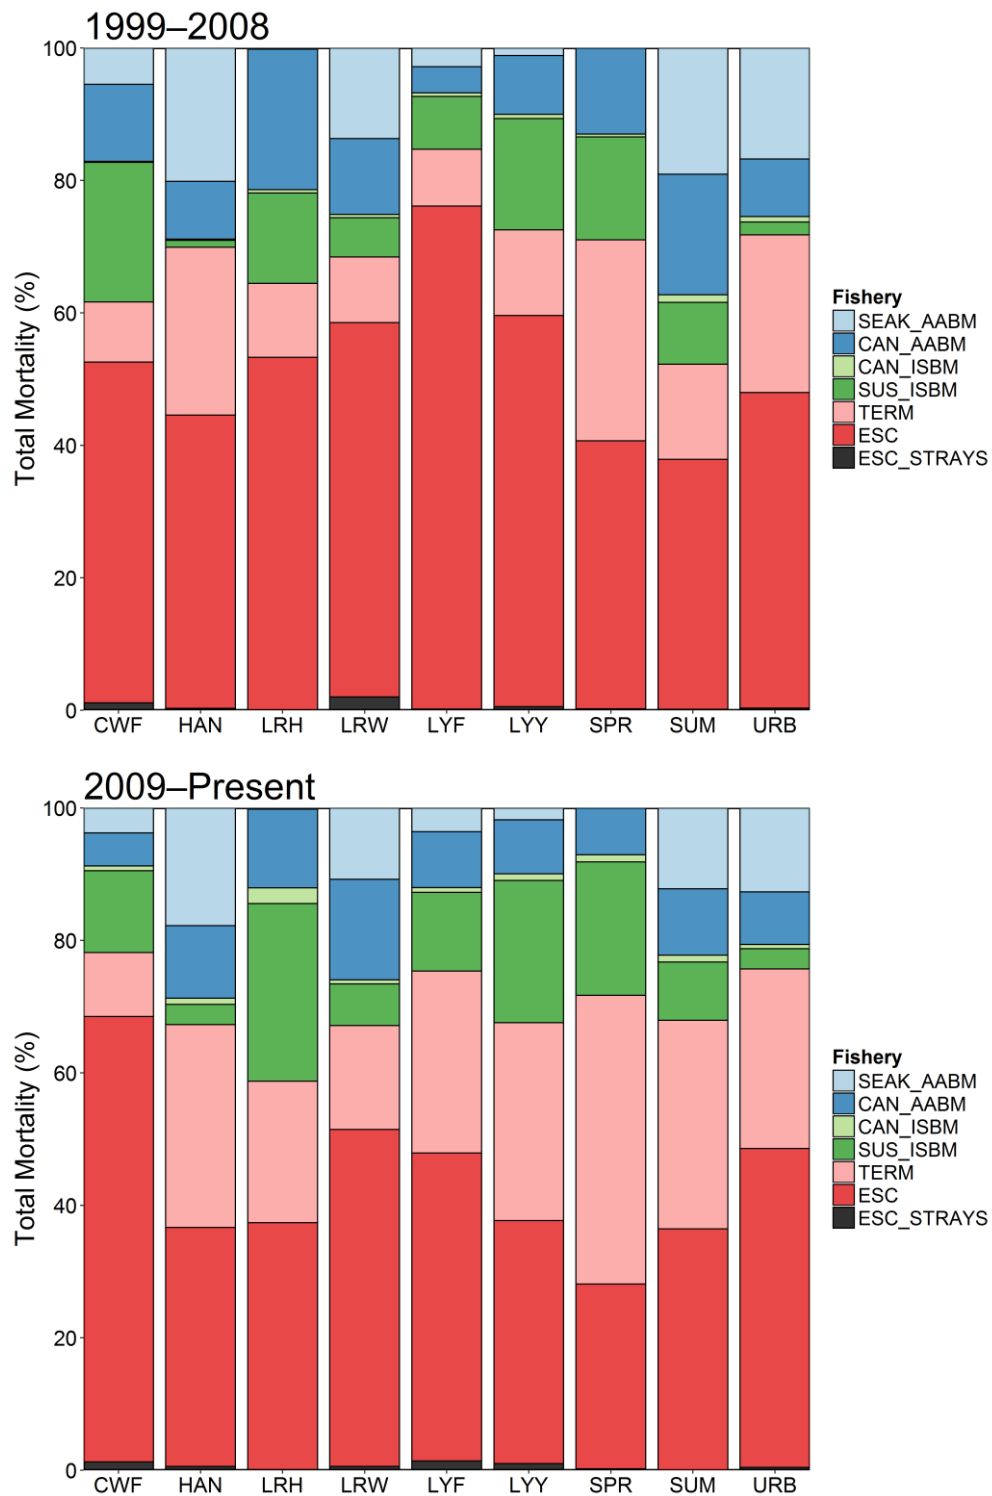 1999–2008
Total Mortality (%)
100
80
60
40
20
0
CWF HAN LRH LRW LYF LYY SPR SUM URB
Fishery
SEAK_AABM
CAN_AABM
CAN_ISBM
SUS_ISBM
TERM
ESC
ESC_STRAYS
2009–Present
Total Mortality (%)
100
80
60
40
20
0
CWF HAN LRH LRW LYF LYY SPR SUM URB
Fishery
SEAK_AABM
CAN_AABM
CAN_ISBM
SUS_ISBM
TERM
ESC
ESC_STRAYS